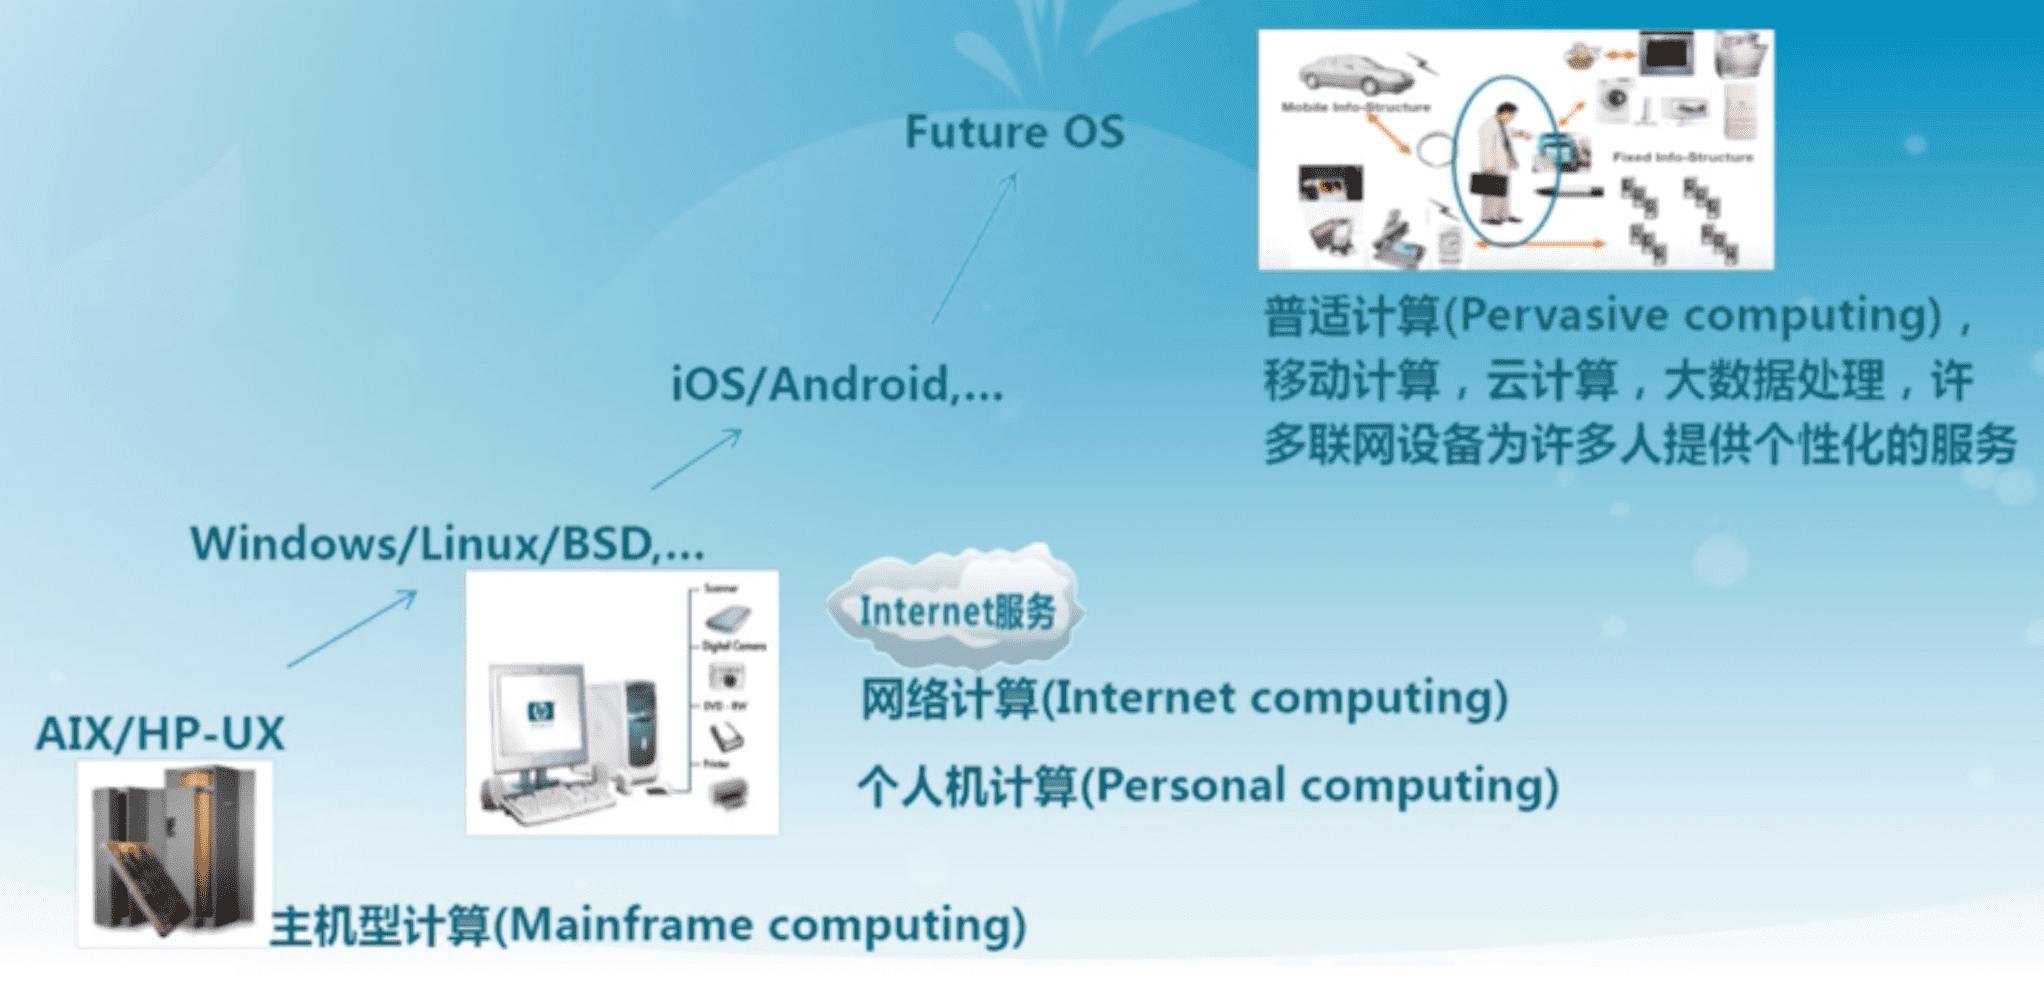 Future OS
Mobile Info-Structure
Fixed Info-Structure
普适计算(Pervasive computing)，
移动计算，云计算，大数据处理，许
多联网设备为许多人提供个性化的服务
iOS/Android,...
Windows/Linux/BSD,...
Scanner
Digital Camera
DVD - RW
Printer
hp
Internet服务
网络计算(Internet computing)
个人机计算(Personal computing)
AIX/HP-UX
主机型计算(Mainframe computing)